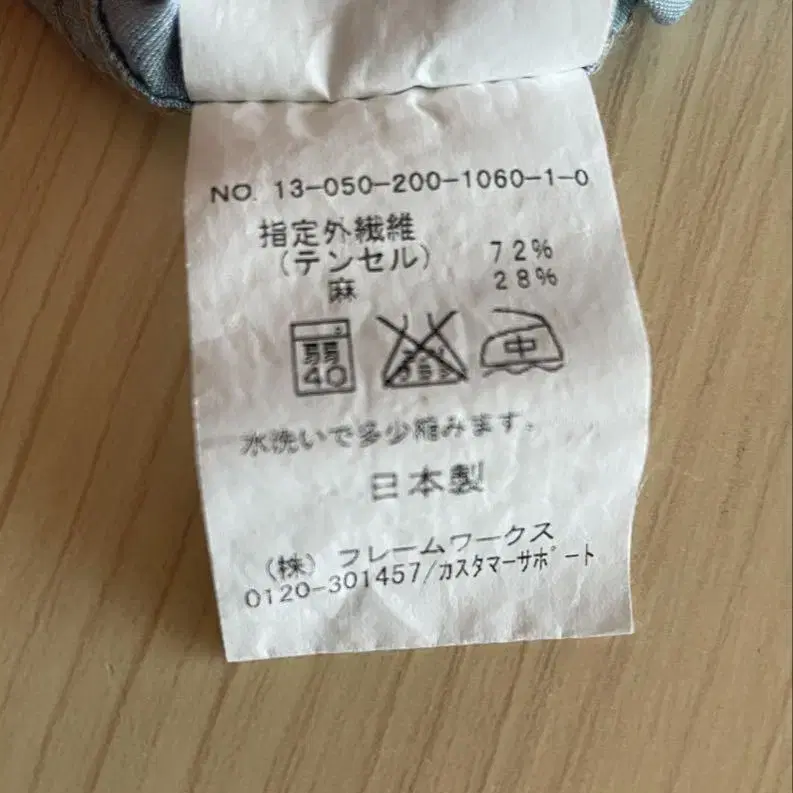 NO. 13-050-200-1060-1-0
指定外繊維
(テンセル) 72%
麻 28%
弱
40
中
水洗いで多少縮みます。
日本製
(株) フレームワークス
0120-301457/カスタマーサポート